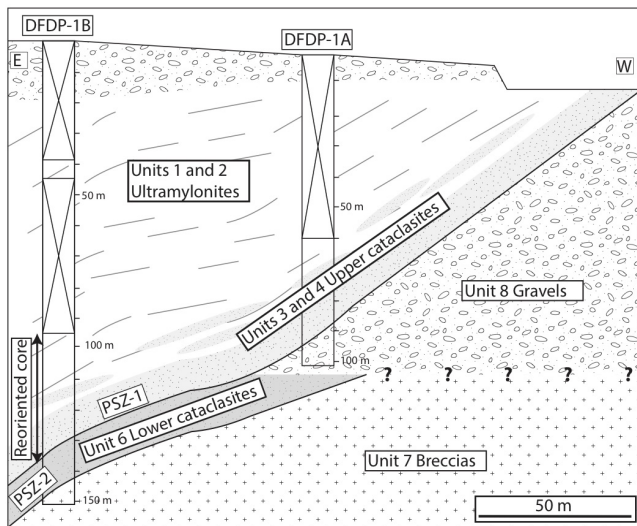 DFDP-1B
DFDP-1A
E
W
Units 1 and 2
Ultramylonites
50 m
50 m
Units 3 and 4 Upper cataclasites
Unit 8 Gravels
100 m
100 m
Reoriented core
PSZ-1
? ? ? ? ?
Unit 6 Lower cataclasites
Unit 7 Breccias
PSZ-2
150 m
50 m